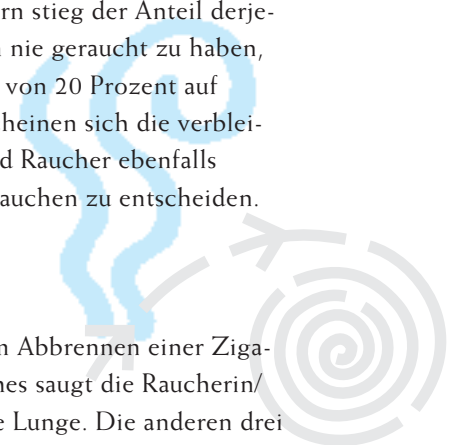 rn stieg der Anteil derje-
nie geraucht zu haben,
von 20 Prozent auf
heinen sich die verblei-
d Raucher ebenfalls
auchen zu entscheiden.
n Abbrennen einer Ziga-
nes saugt die Raucherin/
e Lunge. Die anderen drei